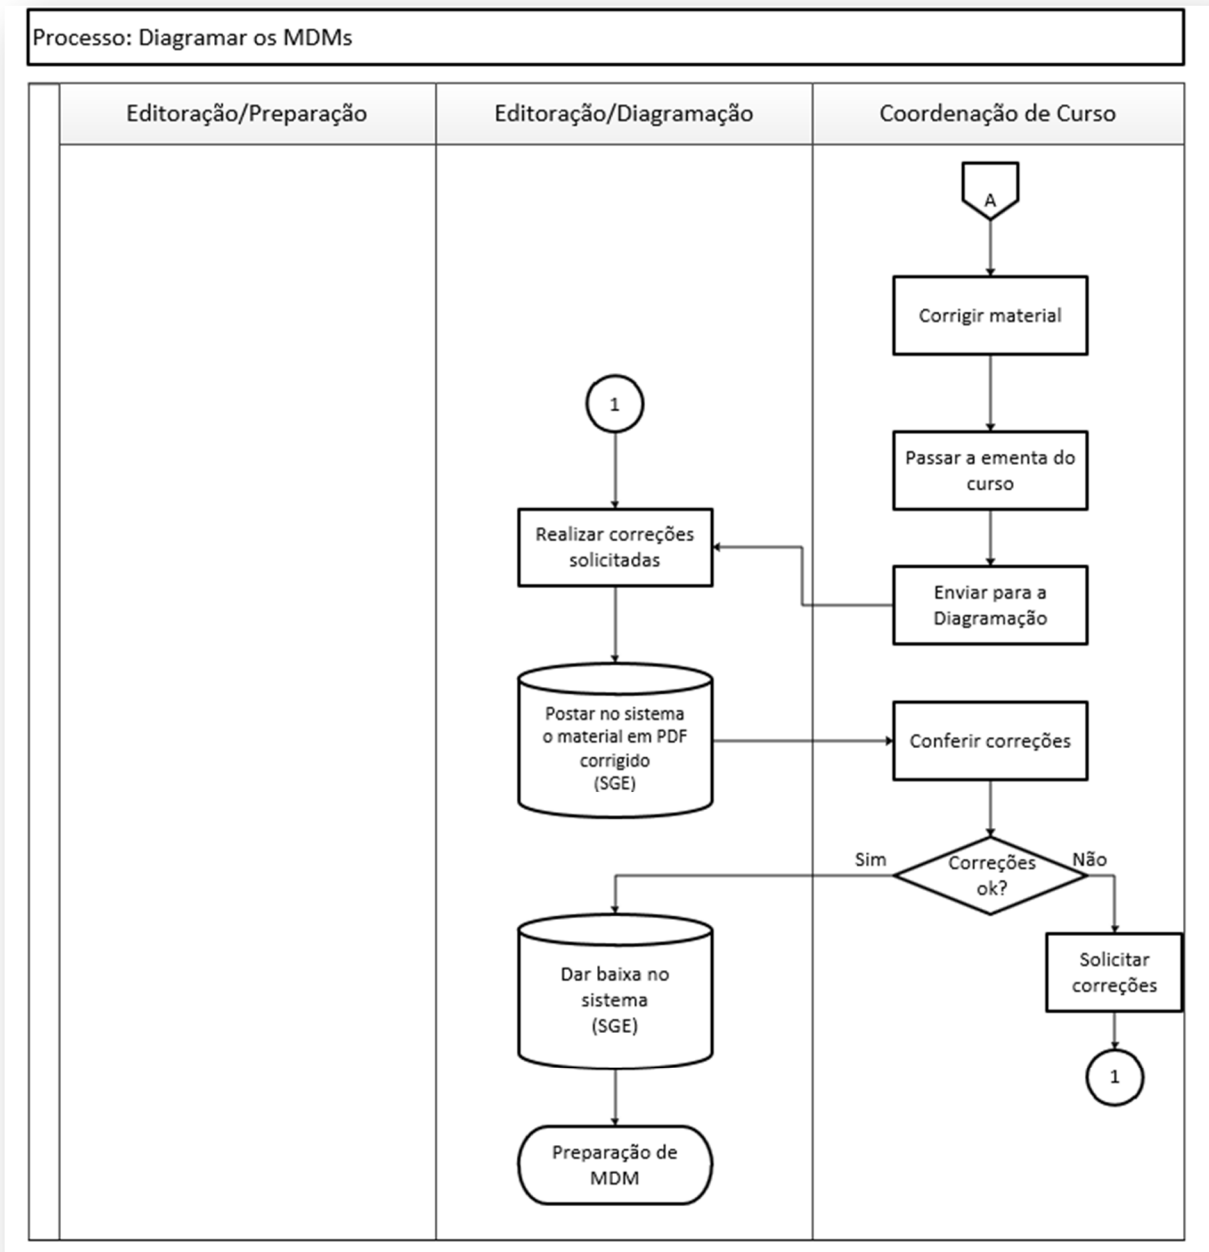 Processo: Diagramar os MDMs
Editoração/Preparação
Editoração/Diagramação
Coordenação de Curso
A
Corrigir material
Passar a ementa do
curso
Enviar para a
Diagramação
1
Realizar correções
solicitadas
Postar no sistema
o material em PDF
corrigido
(SGE)
Conferir correções
Correções
ok?
Sim
Não
Solicitar
correções
1
Dar baixa no
sistema
(SGE)
Preparação de
MDM